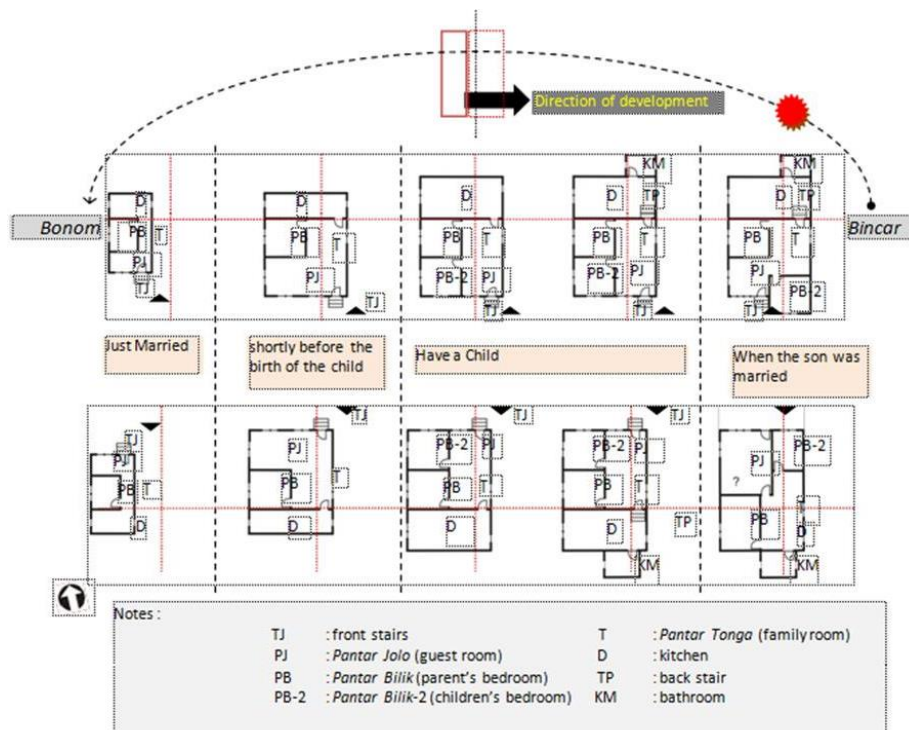 Direction of development
Bonom
Bincar
D
PB
T
PJ
TJ
D
PB
T
PJ
TJ
D
PB
T
PB-2
PJ
TJ
KM
D
TP
PB
T
PB-2
PJ
TJ
KM
D
TP
PB
T
PJ
PB-2
TJ
Just Married
shortly before the
birth of the child
Have a Child
When the son was
married
TJ
PJ
PB
T
D
TJ
PJ
PB
T
D
TJ
PB-2
PJ
PB
T
D
TJ
PB-2
PJ
PB
T
D
TP
KM
PJ
PB-2
?
PB
T
D
KM
Notes :
TJ : front stairs
PJ : Pantar Jolo (guest room)
PB : Pantar Bilik (parent's bedroom)
PB-2 : Pantar Bilik-2 (children's bedroom)
T : Pantar Tonga (family room)
D : kitchen
TP : back stair
KM : bathroom